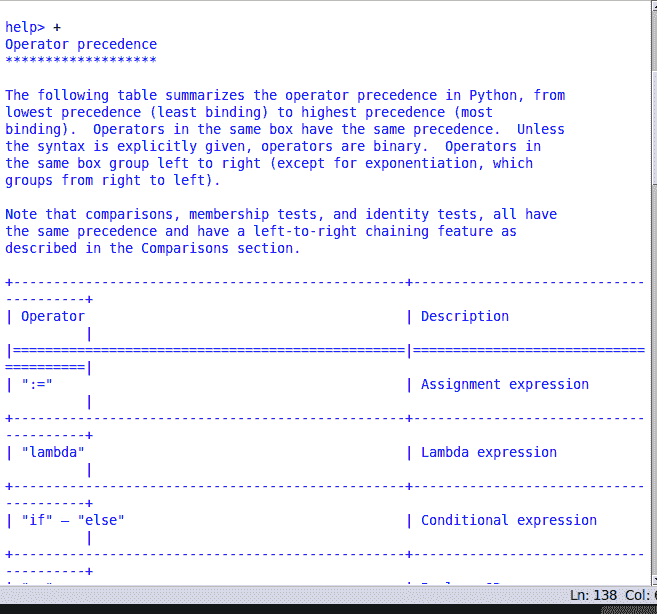 help> +
Operator precedence
*******************
The following table summarizes the operator precedence in Python, from
lowest precedence (least binding) to highest precedence (most
binding).  Operators in the same box have the same precedence.  Unless
the syntax is explicitly given, operators are binary.  Operators in
the same box group left to right (except for exponentiation, which
groups from right to left).
Note that comparisons, membership tests, and identity tests, all have
the same precedence and have a left-to-right chaining feature as
described in the Comparisons section.
+-------------------------------------------------+-----------------------------
----------+
| Operator                                        | Description
          |
|=================================================|=============================
==========|
| ":="                                            | Assignment expression
          |
+-------------------------------------------------+-----------------------------
----------+
| "lambda"                                        | Lambda expression
          |
+-------------------------------------------------+-----------------------------
----------+
| "if" – "else"                                   | Conditional expression
          |
+-------------------------------------------------+-----------------------------
----------+
Ln: 138 Col: